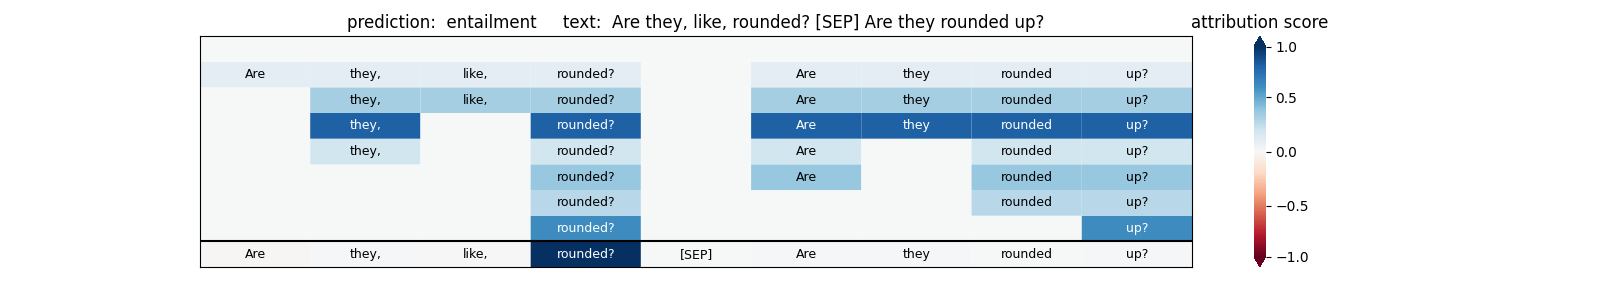 prediction:  entailment     text:  Are they, like, rounded? [SEP] Are they rounded up?
attribution score
Are they, like, rounded? Are they rounded up?
they, like, rounded? Are they rounded up?
they, rounded? Are they rounded up?
they, rounded? Are rounded up?
rounded? Are rounded up?
rounded? rounded up?
rounded? up?
Are they, like, rounded? [SEP] Are they rounded up?
1.0
0.5
0.0
−0.5
−1.0